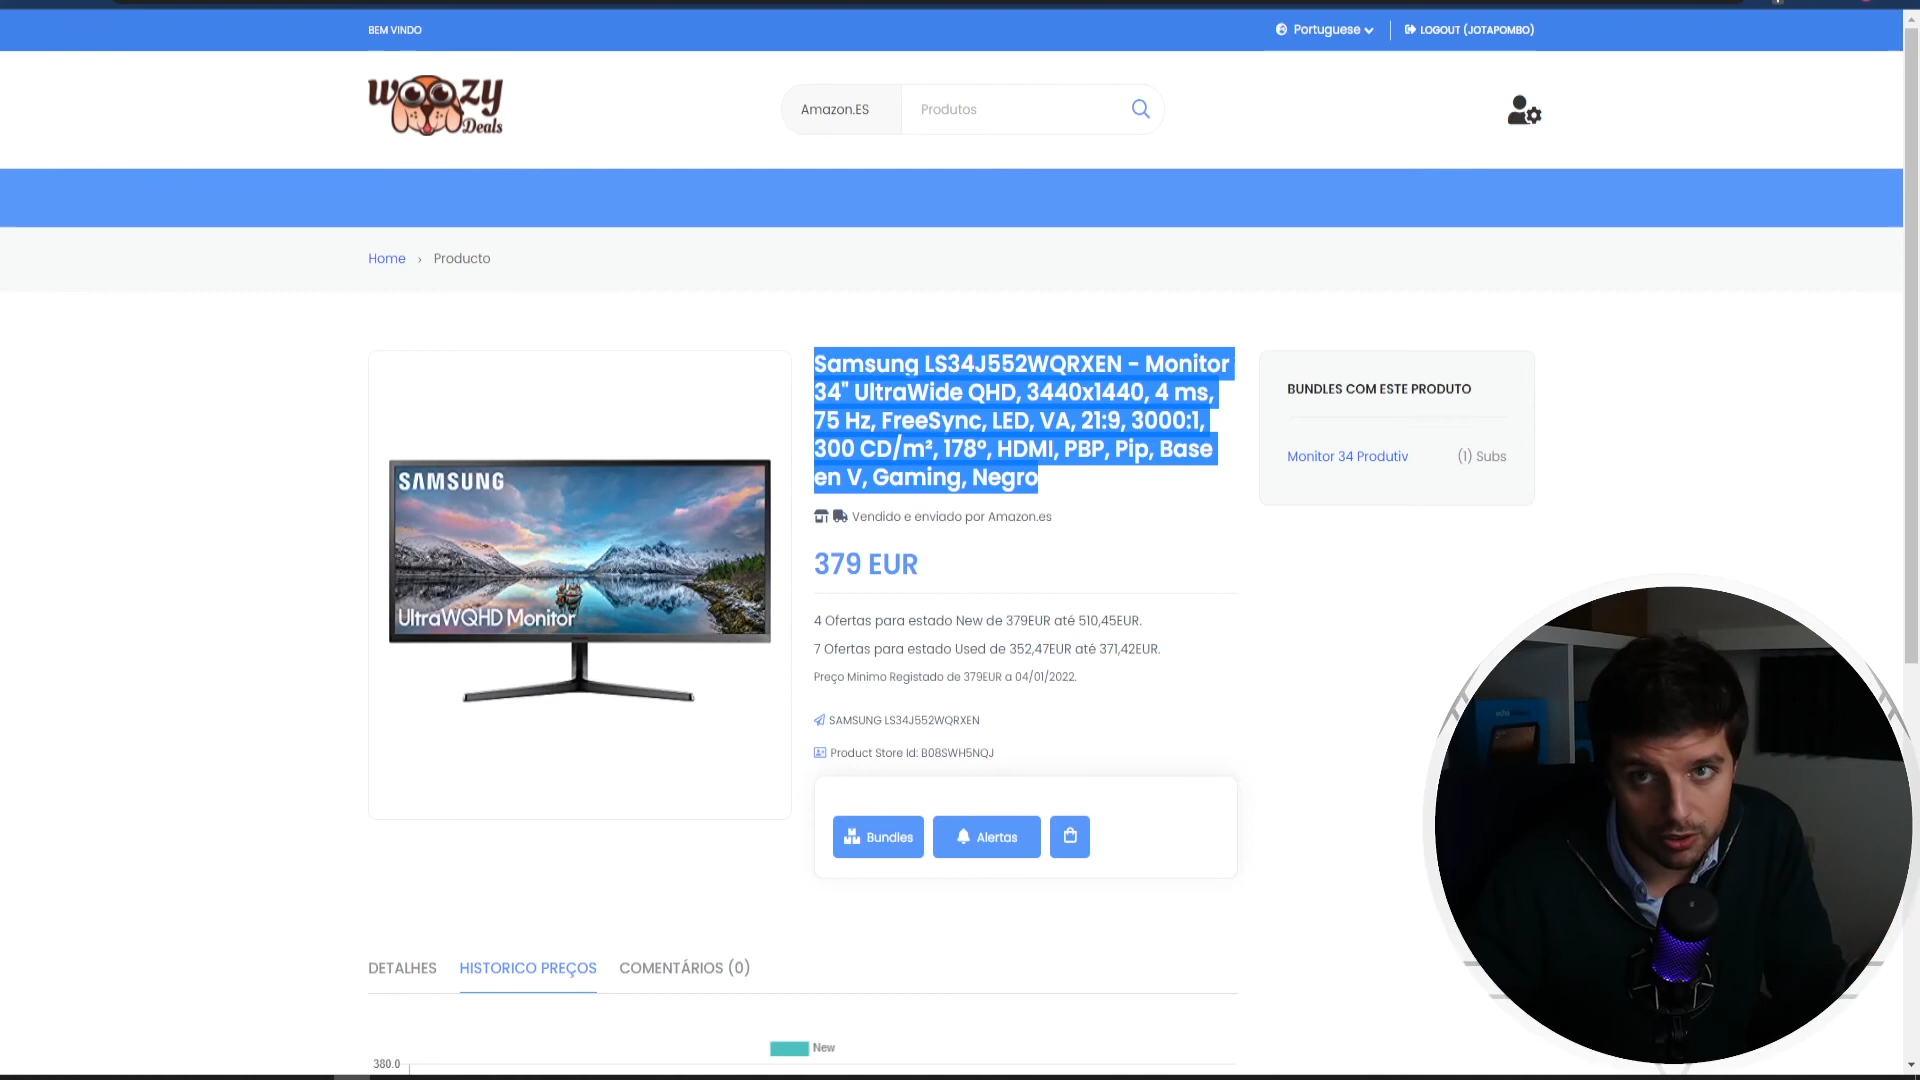 BEM VINDO
Portuguese
LOGOUT (JOTAPOMBO)
woozy
Deals
Amazon.ES
Produtos
Home › Producto
Samsung LS34J552WQRXEN - Monitor
34" UltraWide QHD, 3440x1440, 4 ms,
75 Hz, FreeSync, LED, VA, 21:9, 3000:1,
300 CD/m², 178º, HDMI, PBP, Pip, Base
en V, Gaming, Negro
Vendido e enviado por Amazon.es
379 EUR
4 Ofertas para estado New de 379EUR até 510,45EUR.
7 Ofertas para estado Used de 352,47EUR até 371,42EUR.
Preço Minimo Registado de 379EUR a 04/01/2022.
SAMSUNG LS34J552WQRXEN
Product Store Id: B08SWH5NQJ
Bundles
Alertas
SAMSUNG
UltraWQHD Monitor
BUNDLES COM ESTE PRODUTO
Monitor 34 Produtiv (1) Subs
DETALHES
HISTORICO PREÇOS
COMENTÁRIOS (0)
New
380.0